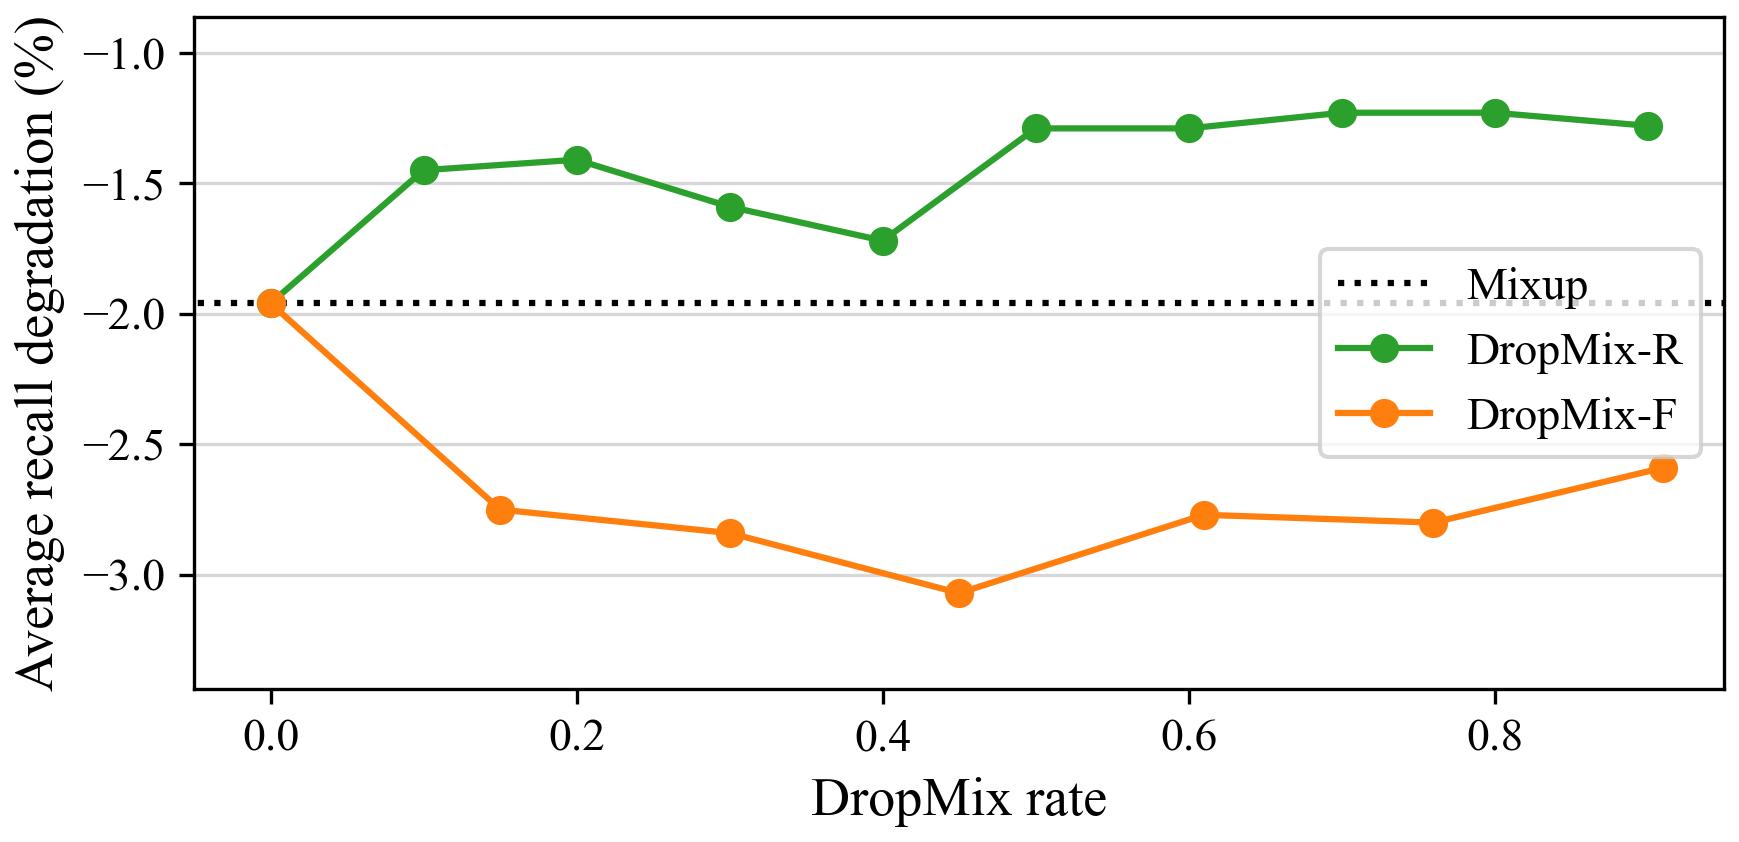 Average recall degradation (%)
−1.0
−1.5
−2.0
−2.5
−3.0
Mixup
DropMix-R
DropMix-F
0.0 0.2 0.4 0.6 0.8
DropMix rate